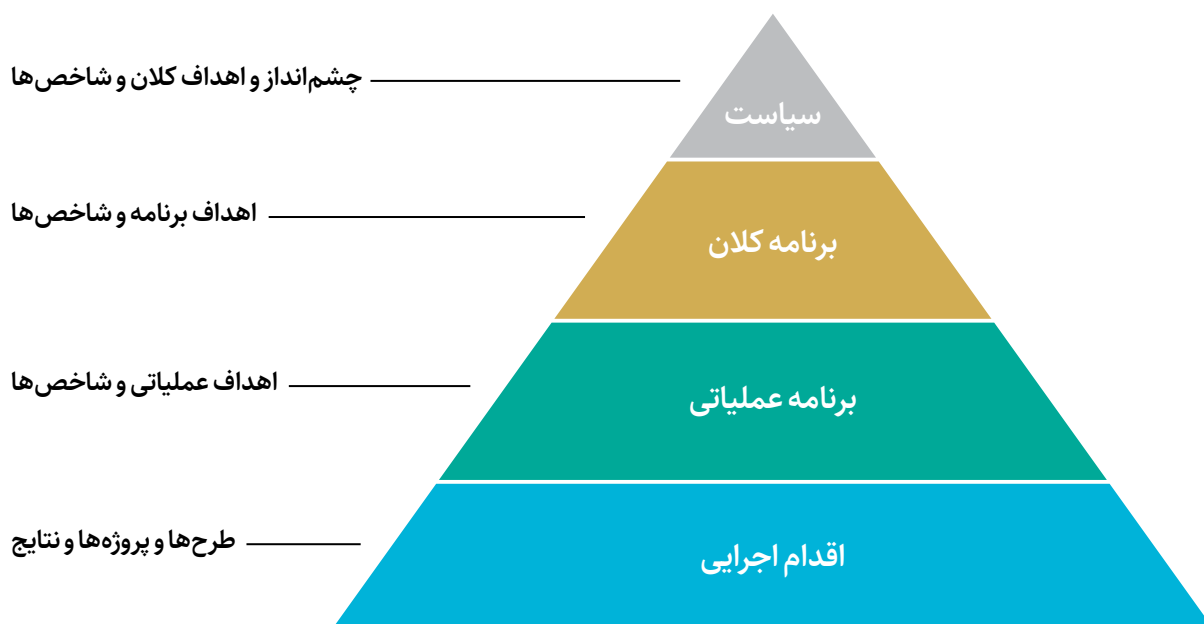 سیاست
چشم‌انداز و اهداف کلان و شاخص‌ها
برنامه کلان
اهداف برنامه و شاخص‌ها
برنامه عملیاتی
اهداف عملیاتی و شاخص‌ها
اقدام اجرایی
طرح‌ها و پروژه‌ها و نتایج